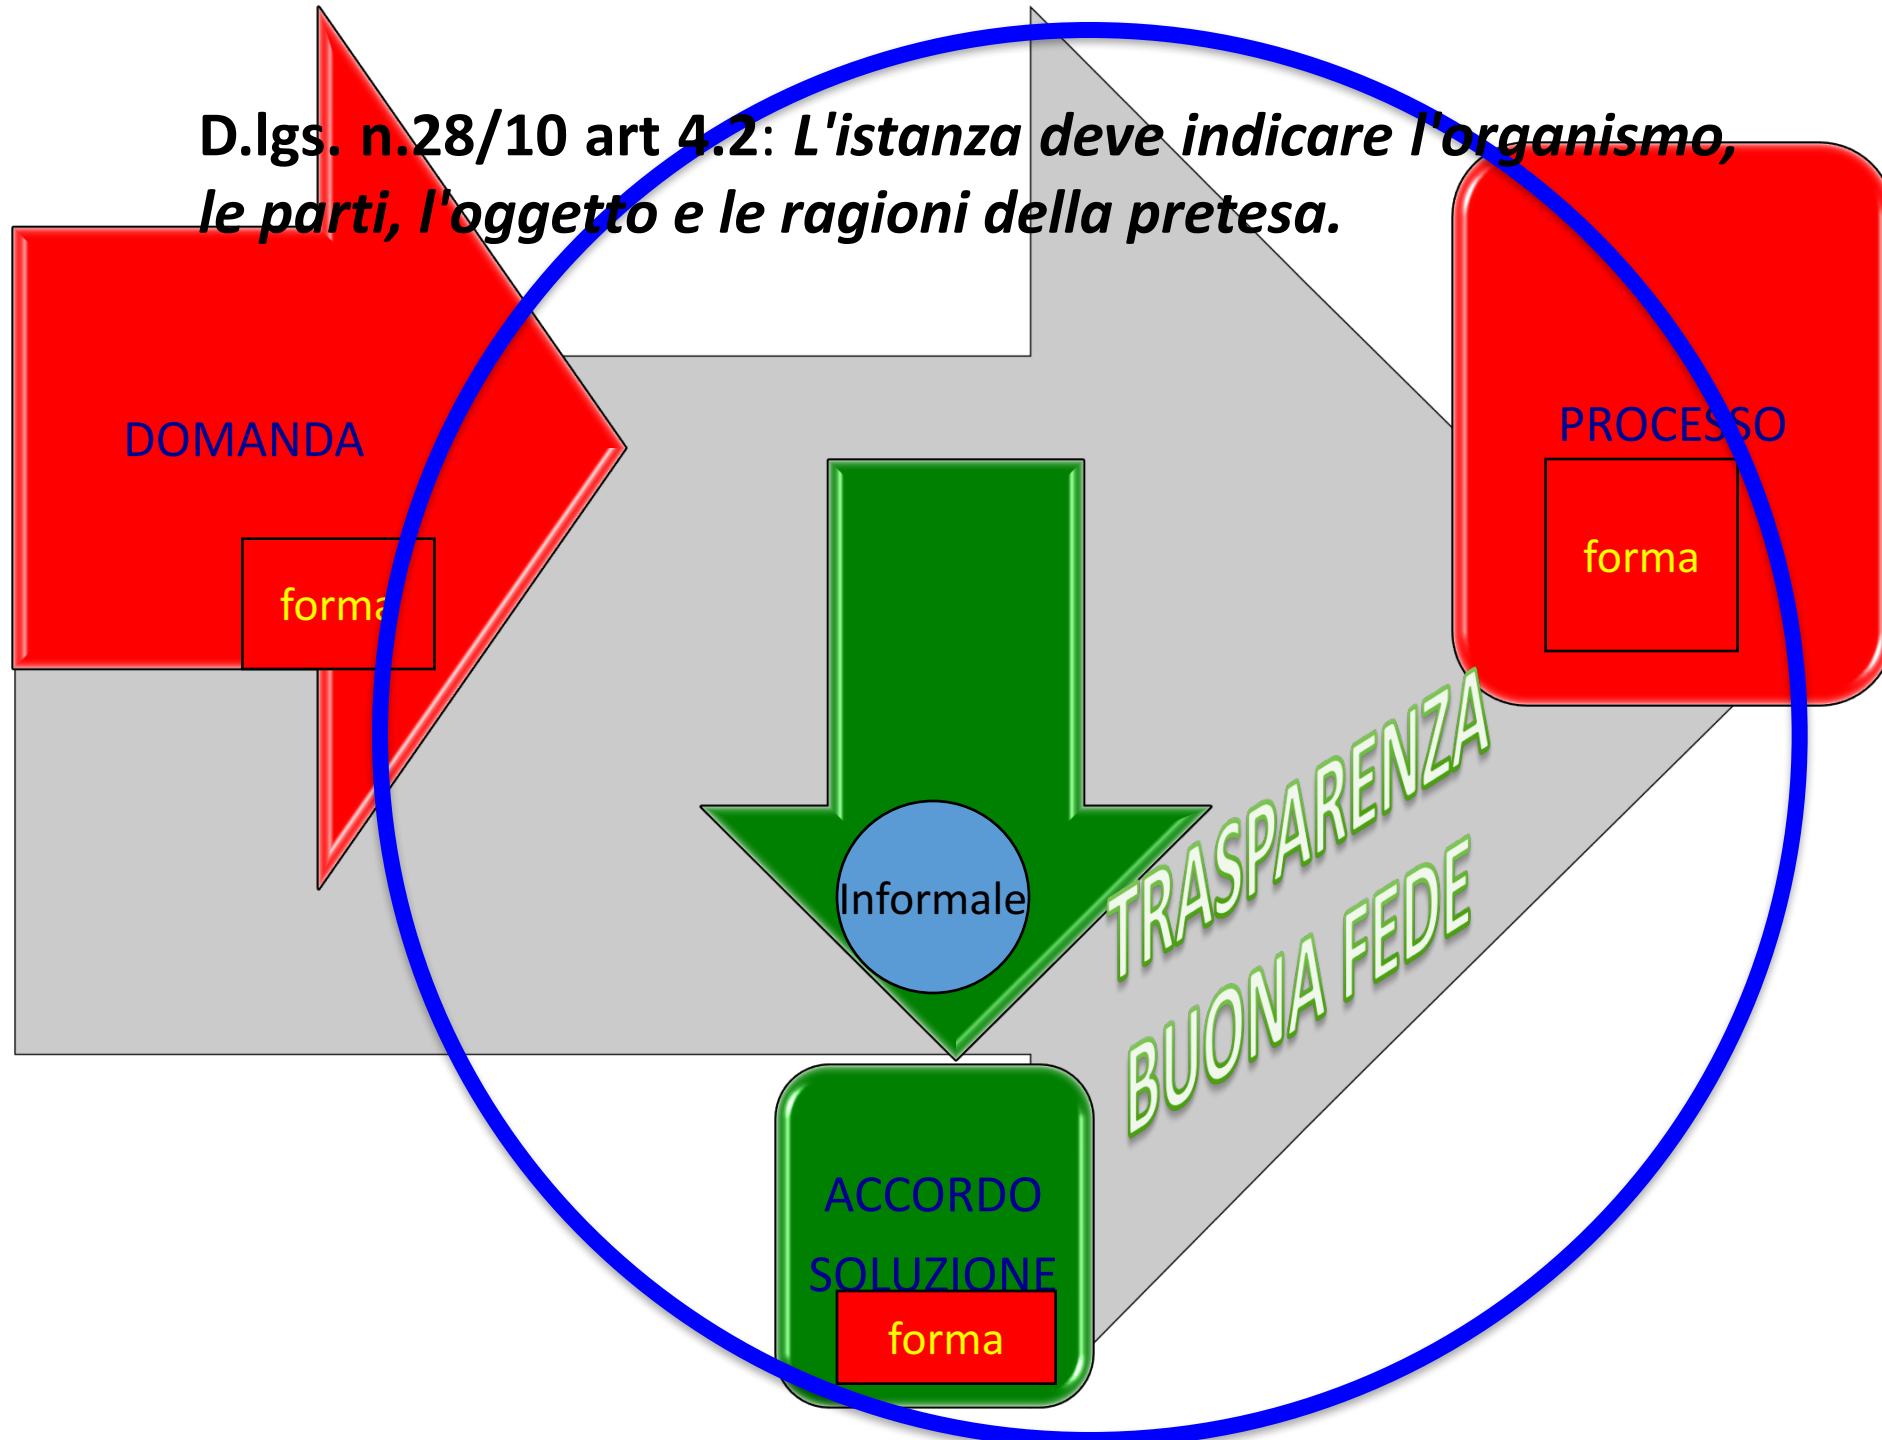 D.lgs. n.28/10 art 4.2: L'istanza deve indicare l'organismo,
le parti, l'oggetto e le ragioni della pretesa.
DOMANDA
forma
PROCESSO
forma
Informale
TRASPARENZA
BUONA FEDE
ACCORDO
SOLUZIONE
forma